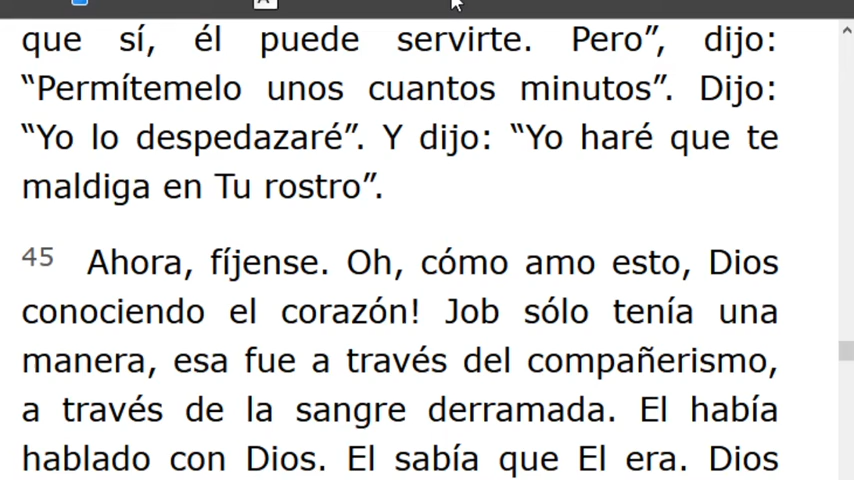 que sí, él puede servirte. Pero”, dijo:
“Permítemelo unos cuantos minutos”. Dijo:
“Yo lo despedazaré”. Y dijo: “Yo haré que te
maldiga en Tu rostro”.
45 Ahora, fíjense. Oh, cómo amo esto, Dios
conociendo el corazón! Job sólo tenía una
manera, esa fue a través del compañerismo,
a través de la sangre derramada. El había
hablado con Dios. El sabía que El era. Dios